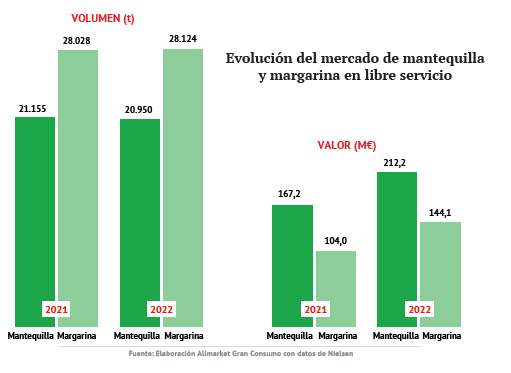 VOLUMEN (t)
28.028
28.124
21.155
20.950
2021
2022
Mantequilla Margarina
Mantequilla Margarina
Evolución del mercado de mantequilla
y margarina en libre servicio
VALOR (M€)
212,2
167,2
144,1
104,0
2021
2022
Mantequilla Margarina
Mantequilla Margarina
Fuente: Elaboración Alimarket Gran Consumo con datos de Nielsen